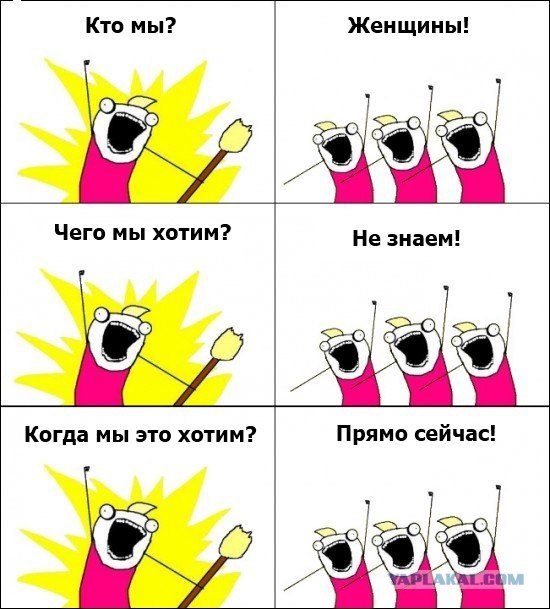 Кто мы?
Женщины!
Чего мы хотим?
Не знаем!
Когда мы это хотим?
Прямо сейчас!
YAPLAKAL.COM